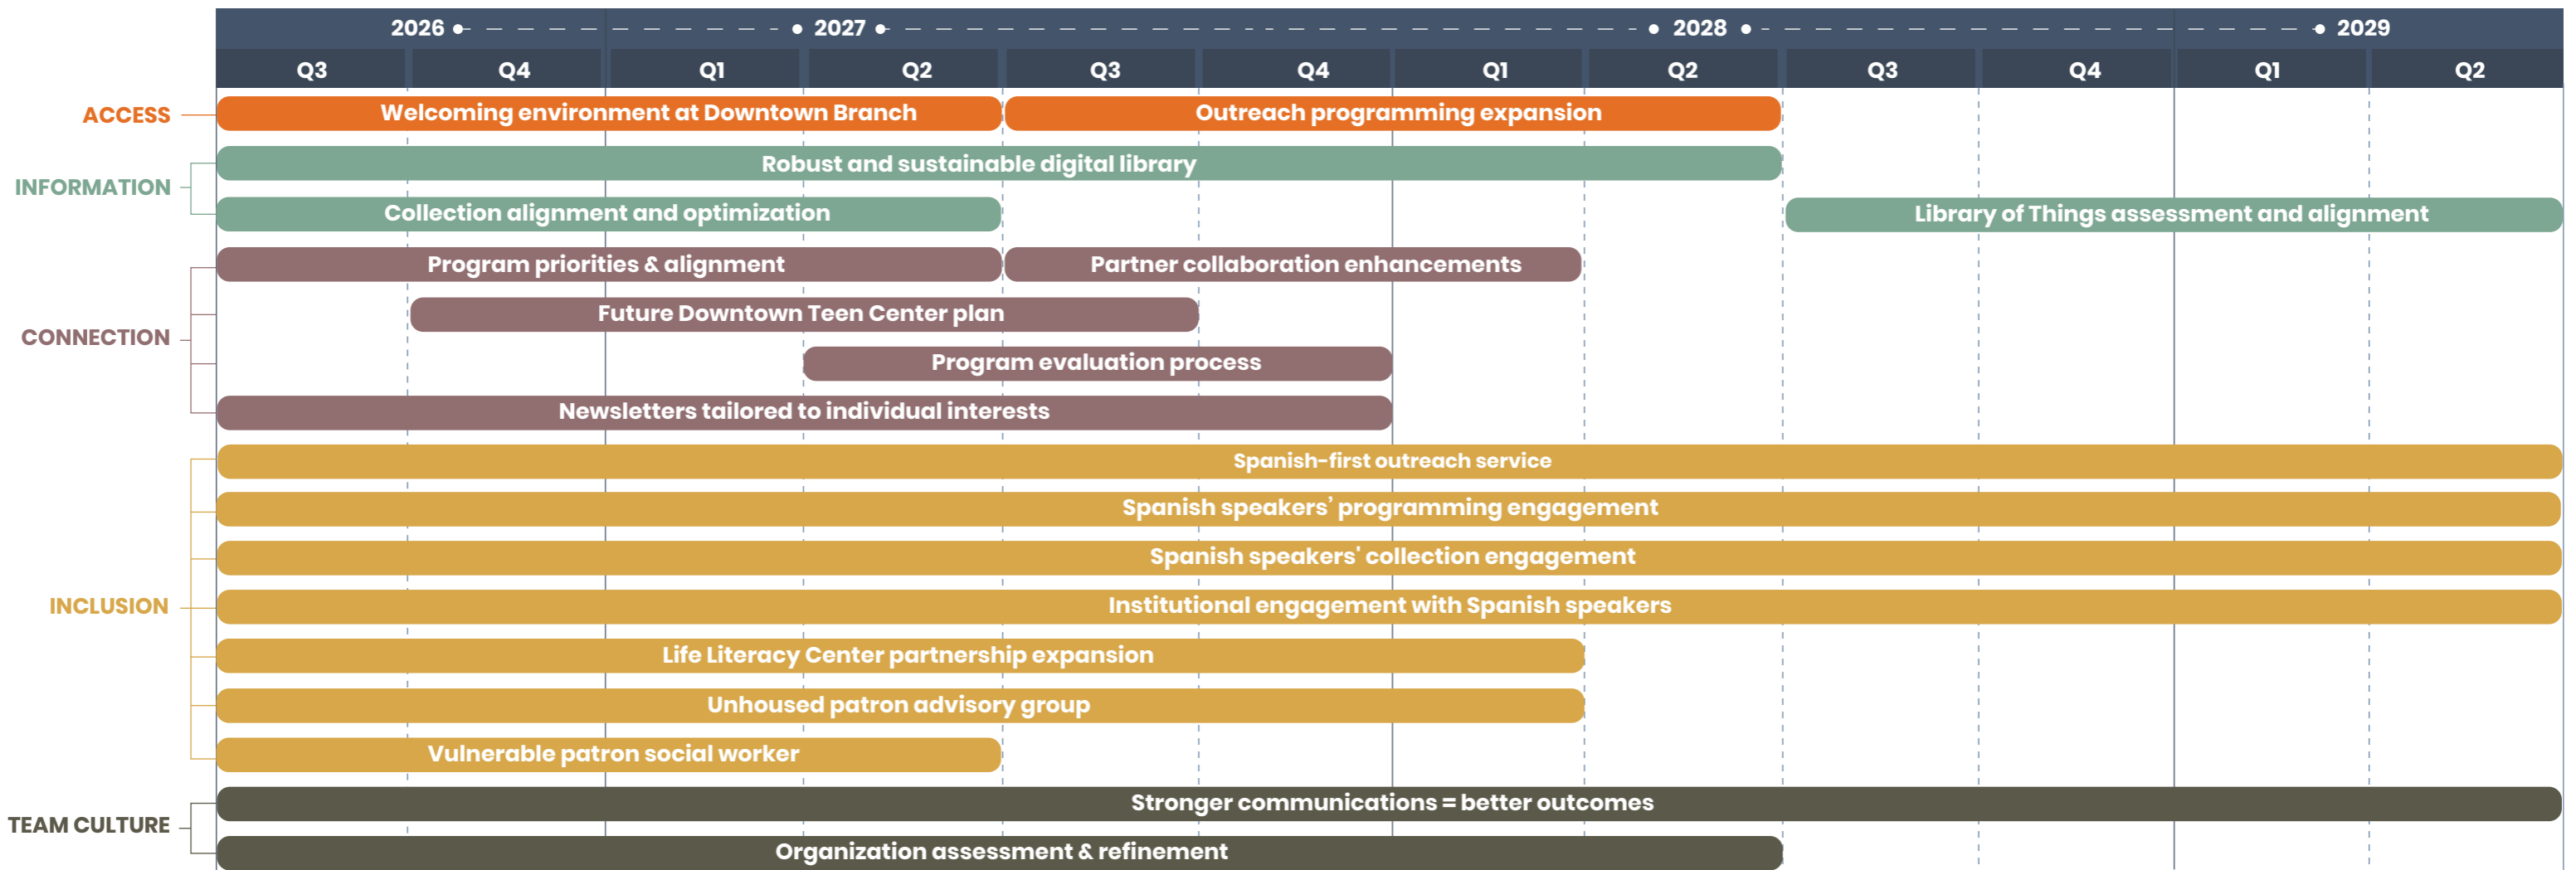 2026 2027 2028 2029
Q3 Q4 Q1 Q2 Q3 Q4 Q1 Q2 Q3 Q4 Q1 Q2
ACCESS
Welcoming environment at Downtown Branch
Outreach programming expansion
INFORMATION
Robust and sustainable digital library
Collection alignment and optimization
Library of Things assessment and alignment
CONNECTION
Program priorities & alignment
Partner collaboration enhancements
Future Downtown Teen Center plan
Program evaluation process
Newsletters tailored to individual interests
INCLUSION
Spanish-first outreach service
Spanish speakers’ programming engagement
Spanish speakers' collection engagement
Institutional engagement with Spanish speakers
Life Literacy Center partnership expansion
Unhoused patron advisory group
Vulnerable patron social worker
TEAM CULTURE
Stronger communications = better outcomes
Organization assessment & refinement